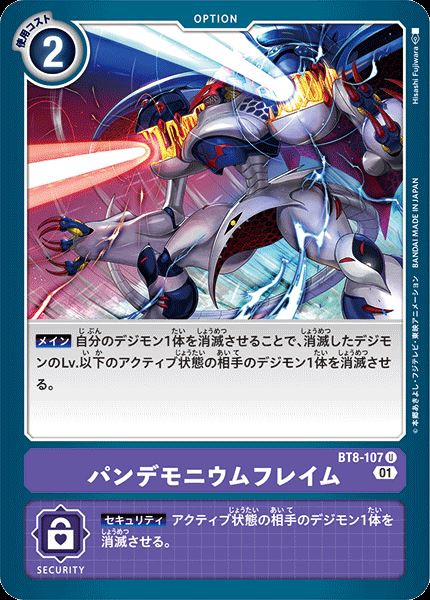 OPTION
使用コスト
2
Hisashi Fujiwara
©本郷あきよし・フジテレビ・東映アニメーション BANDAI MADE IN JAPAN
メイン 自分のデジモン1体を消滅させることで、消滅したデジモ
ンのLv.以下のアクティブ状態の相手のデジモン1体を消滅させ
る。
BT8-107 U
パンデモニウムフレイム
01
セキュリティ アクティブ状態の相手のデジモン1体を
消滅させる。
SECURITY